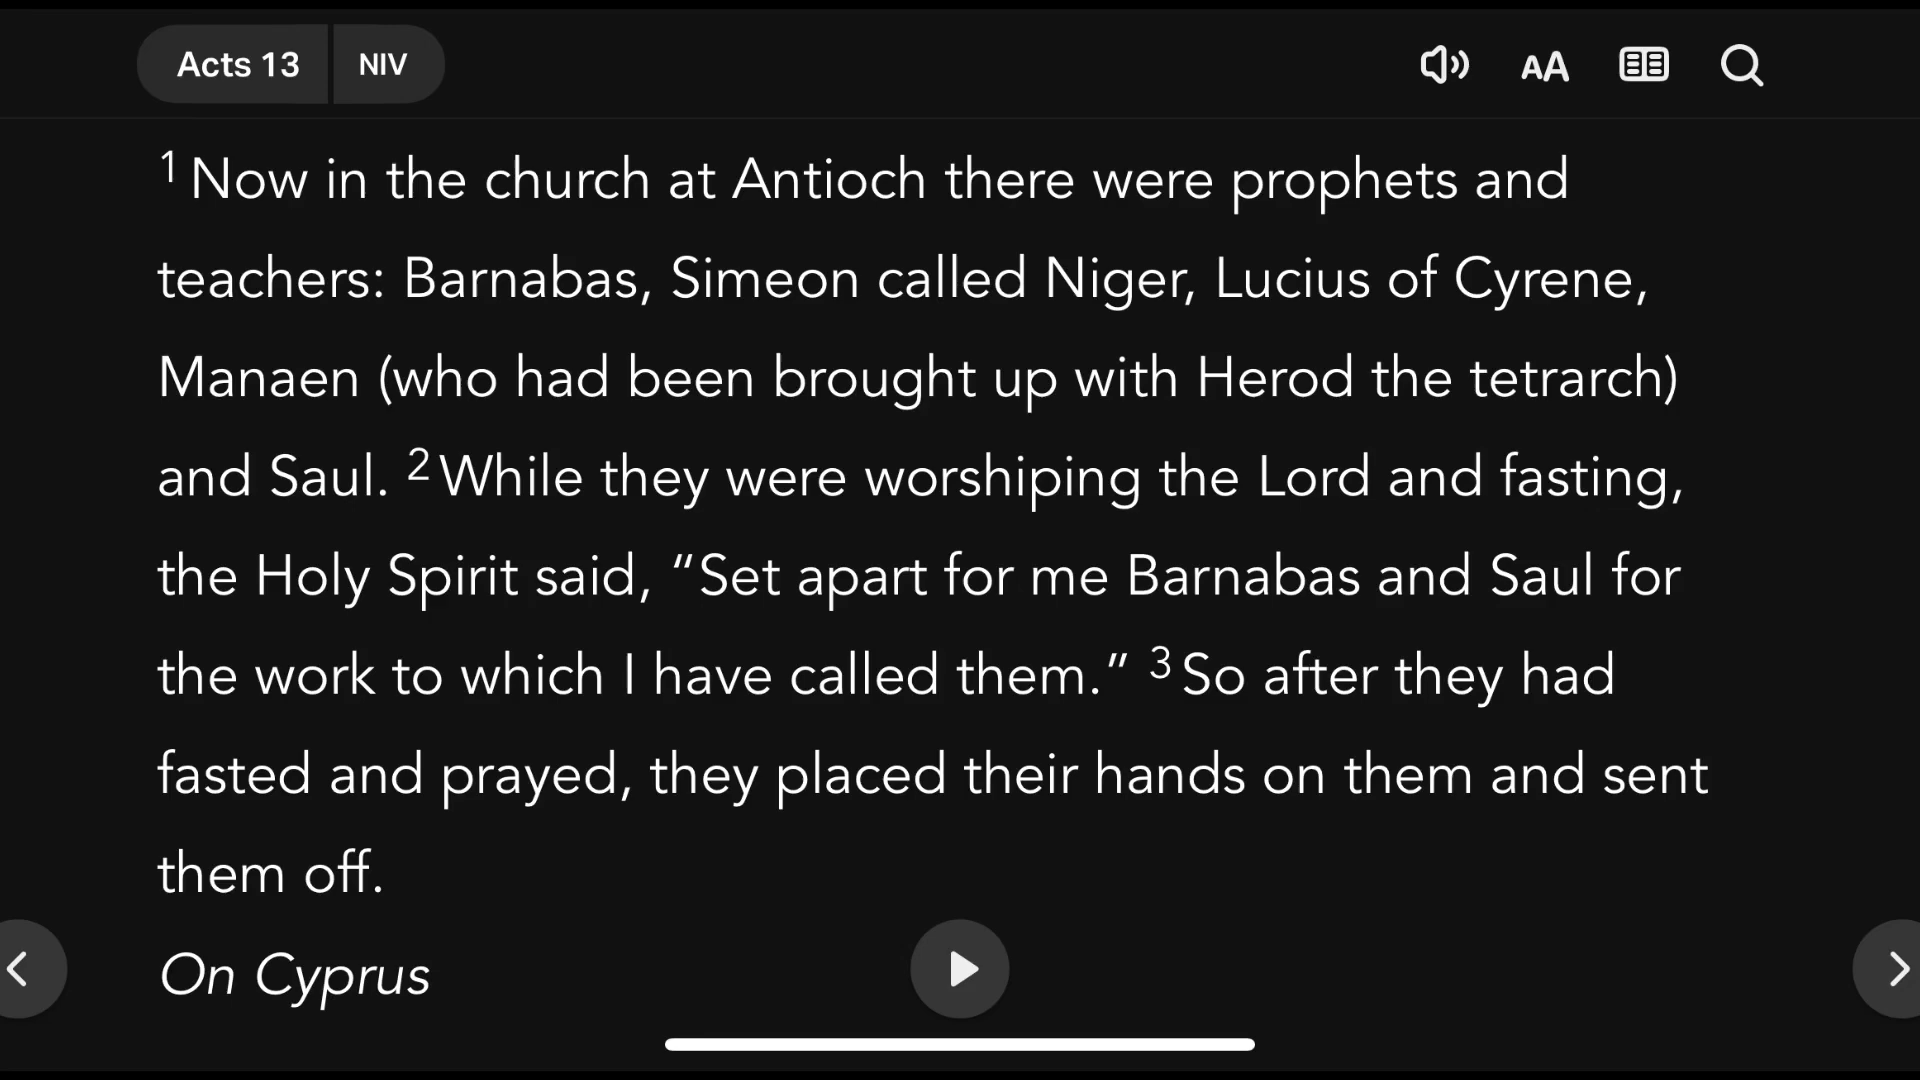 Acts 13 NIV AA
1 Now in the church at Antioch there were prophets and
teachers: Barnabas, Simeon called Niger, Lucius of Cyrene,
Manaen (who had been brought up with Herod the tetrarch)
and Saul. 2 While they were worshiping the Lord and fasting,
the Holy Spirit said, “Set apart for me Barnabas and Saul for
the work to which I have called them.” 3 So after they had
fasted and prayed, they placed their hands on them and sent
them off.
On Cyprus